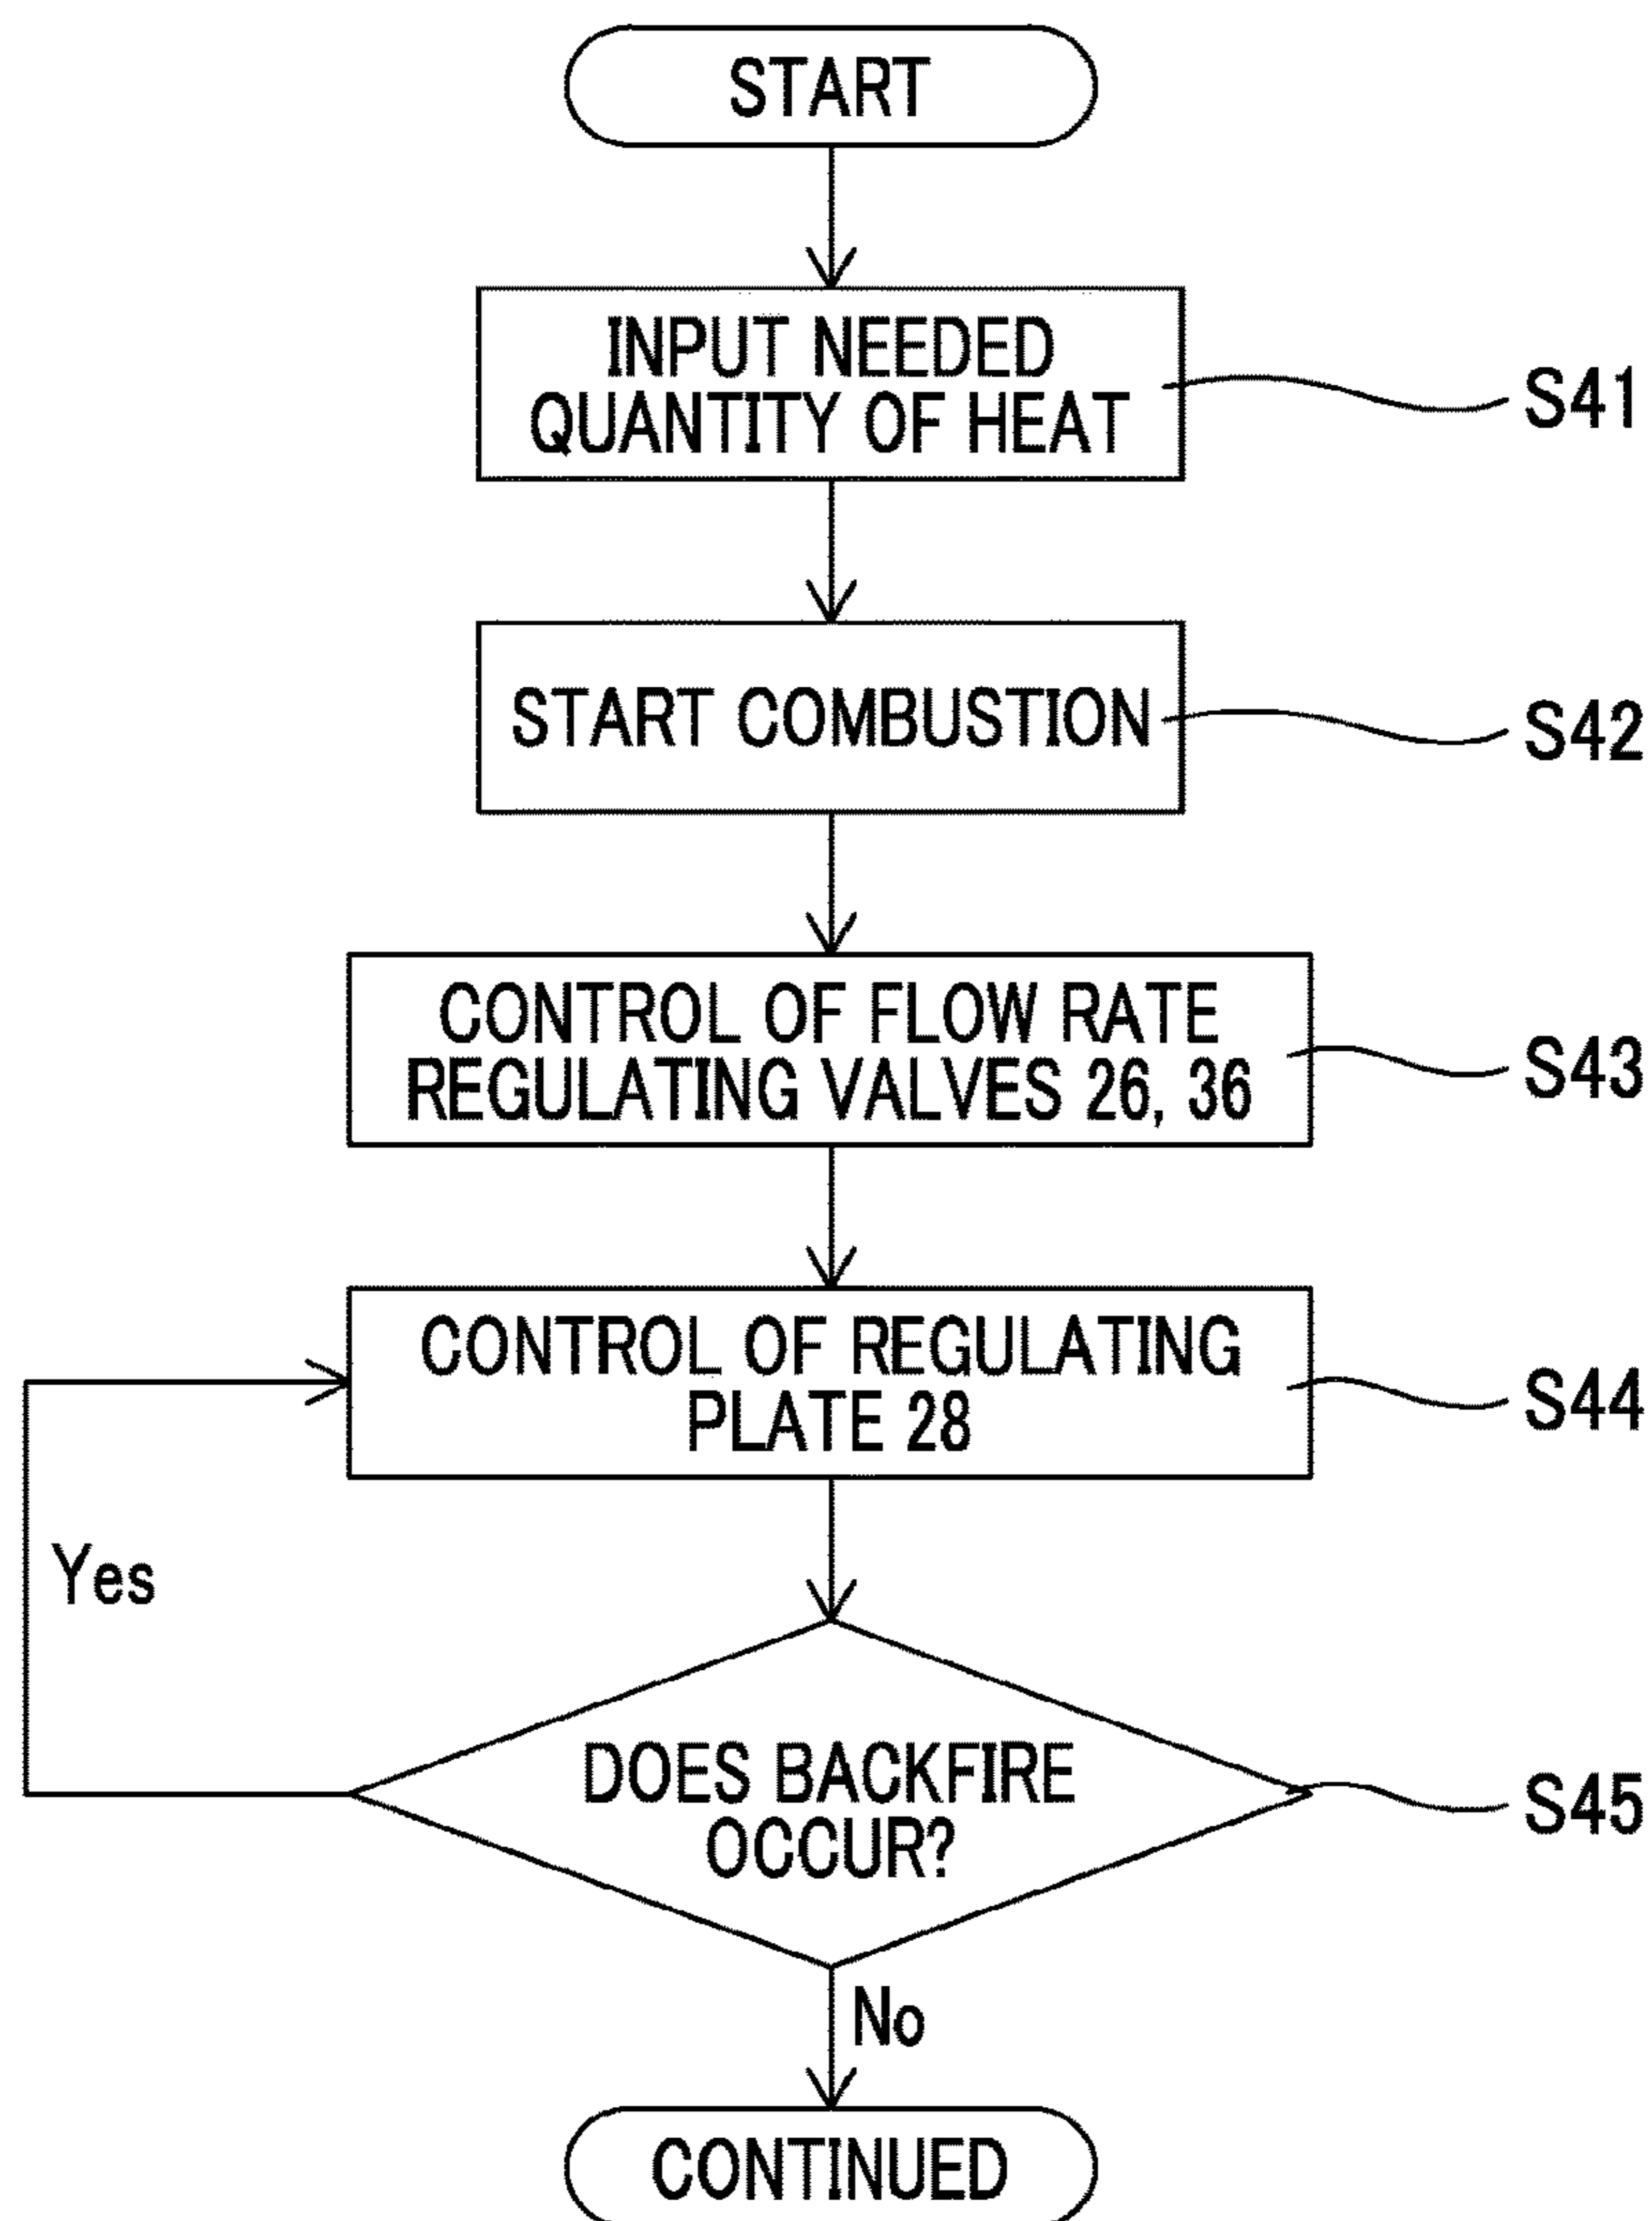 START
INPUT NEEDED
QUANTITY OF HEAT
S41
START COMBUSTION
S42
CONTROL OF FLOW RATE
REGULATING VALVES 26, 36
S43
CONTROL OF REGULATING
PLATE 28
S44
Yes
DOES BACKFIRE
OCCUR?
S45
No
CONTINUED